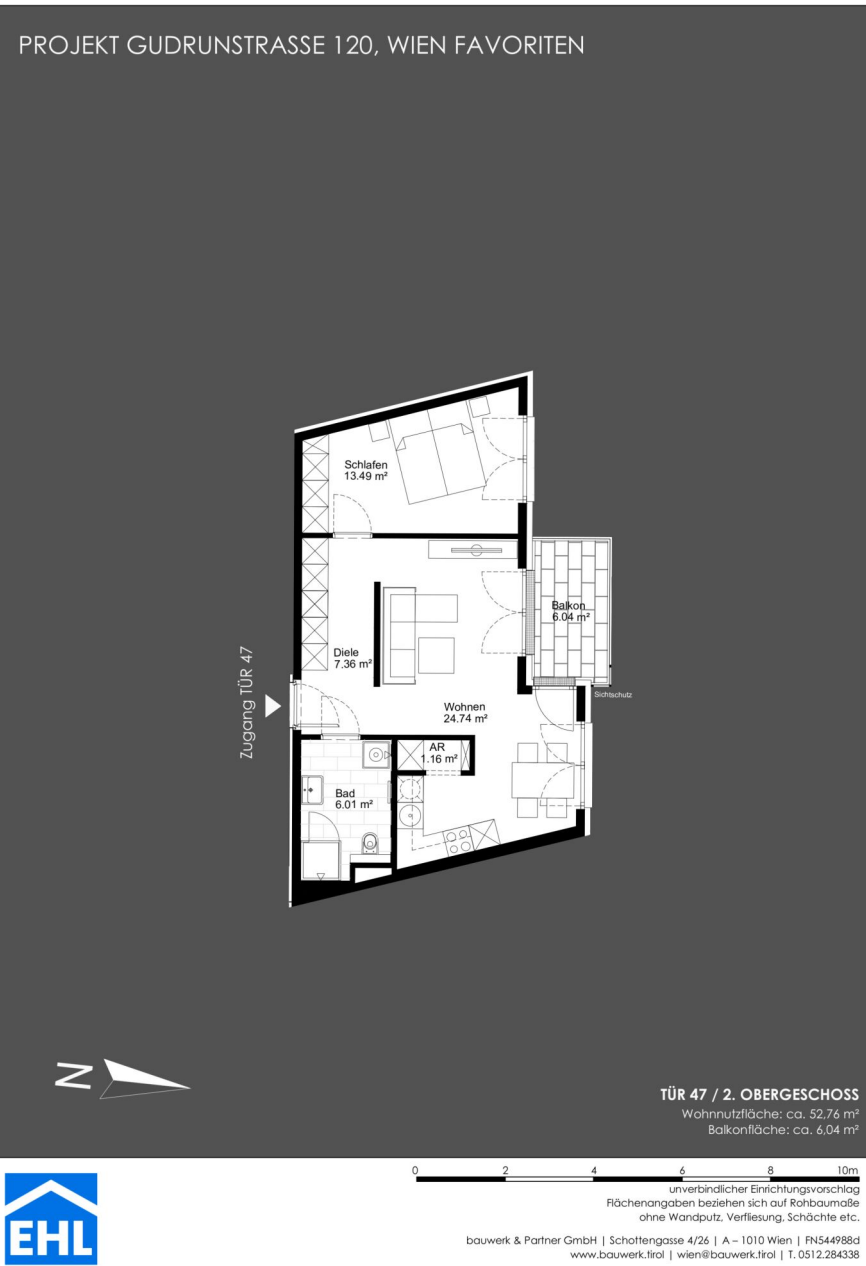 PROJEKT GUDRUNSTRASSE 120, WIEN FAVORITEN
Schlafen
13.49 m²
Balkon
6.04 m²
Diele
7.36 m²
Zugang TÜR 47
Sichtschutz
Wohnen
24.74 m²
AR
1.16 m²
Bad
6.01 m²
N
TÜR 47 / 2. OBERGESCHOSS
Wohnnutzfläche: ca. 52,76 m²
Balkonfläche: ca. 6,04 m²
0 2 4 6 8 10m
unverbindlicher Einrichtungsvorschlag
Flächenangaben beziehen sich auf Rohbaumaße
ohne Wandputz, Verfliesung, Schächte etc.
EHL
bauwerk & Partner GmbH | Schottengasse 4/26 | A – 1010 Wien | FN544988d
www.bauwerk.tirol | wien@bauwerk.tirol | T. 0512.284338